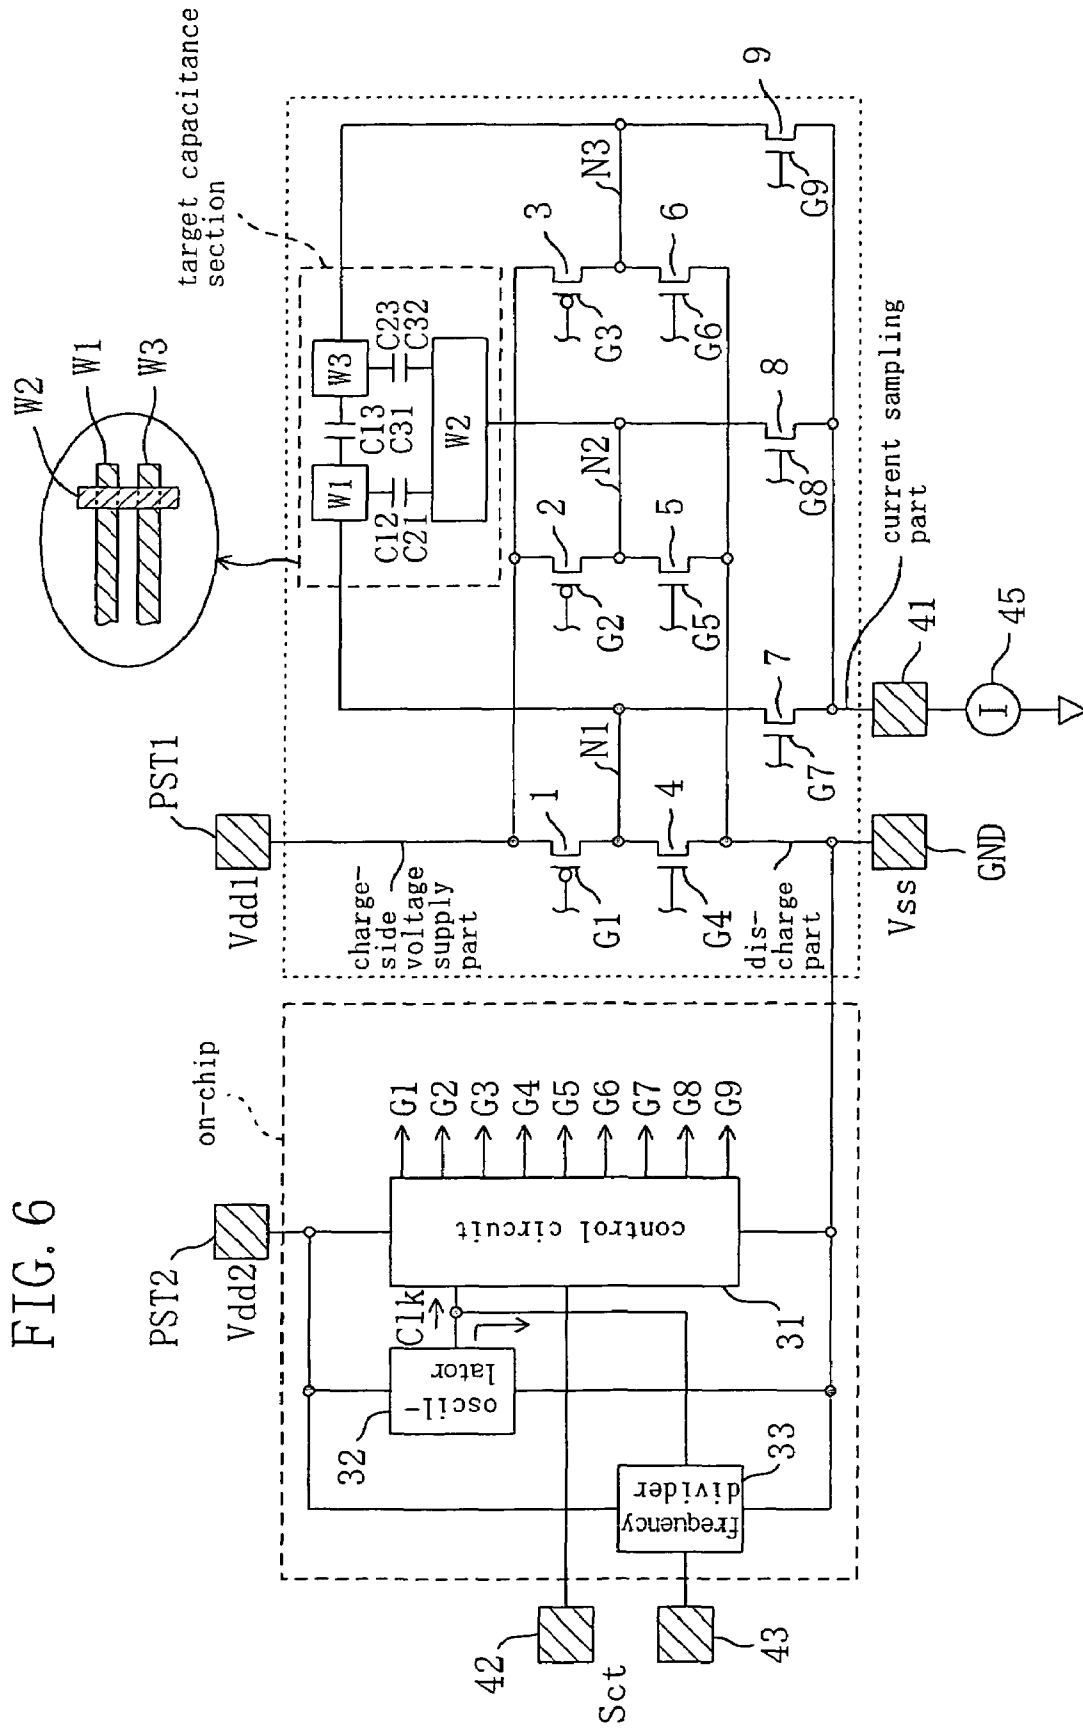 FIG. 6
PST2
Vdd2
on-chip
32
oscil-
lator
Clk
control circuit
31
G1
G2
G3
G4
G5
G6
G7
G8
G9
frequency
divider
33
42
Sct
43
PST1
Vdd1
charge-
side
voltage
supply
part
dis-
charge
part
Vss
GND
W2
W1
W3
target capacitance
section
W1
W3
W2
C12
C21
C13
C31
C23
C32
N1
N2
N3
1
G1
2
G2
3
G3
4
G4
5
G5
6
G6
7
G7
8
G8
9
G9
current sampling
part
41
I
45